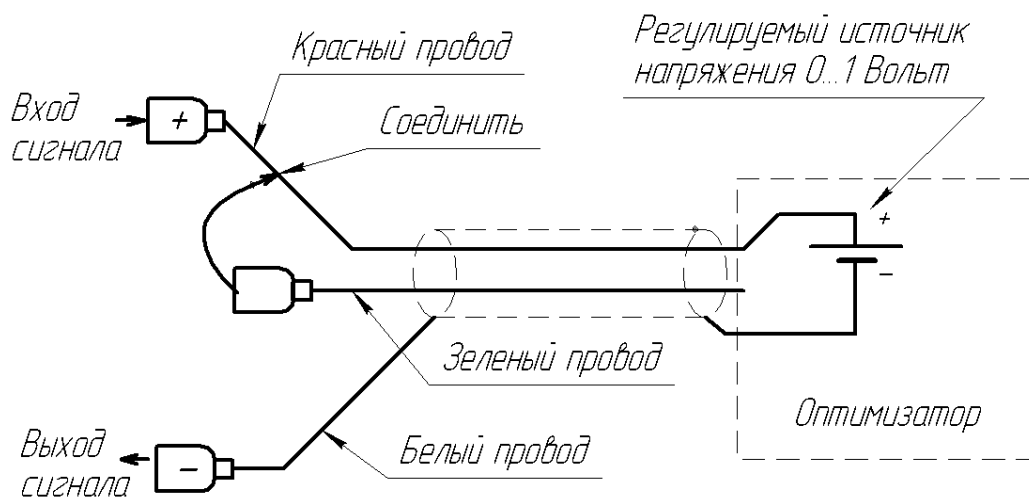 Красный провод
Регулируемый источник
напряжения 0...1 Вольт
Вход
сигнала
+
Соединить
+
−
Зеленый провод
Оптимизатор
Белый провод
Выход
сигнала
−